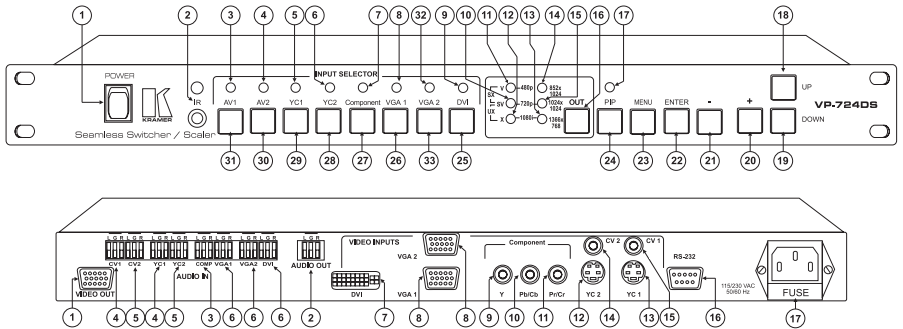 1 2 3 4 5 6 7 8 32 9 10 11 12 13 14 15 16 17 18
POWER
K
KRAMER
Seamless Switcher / Scaler
IR
INPUT SELECTOR
AV1 AV2 YC1 YC2 Component VGA 1 VGA 2 DVI
V 480p 852x 1024
SX
SV 720p 1024x 1024
UX
X 1080i 1366x 768
OUT
PIP MENU ENTER - +
UP
VP-724DS
DOWN
31 30 29 28 27 26 33 25 24 23 22 21 20 19
L G R L G R L G R L G R L G R L G R L G R L G R L G R
CV1 CV2 YC1 YC2 COMP VGA1 VGA2 DVI
AUDIO IN
AUDIO OUT
VIDEO OUT
VIDEO INPUTS
VGA 2
DVI
VGA 1
Component
Y Pb/Cb Pr/Cr
CV 2 CV 1
YC 2 YC 1
RS-232
115/230 VAC
50/60 Hz
FUSE
1 4 5 4 5 3 6 6 6 2 7 8 8 9 10 11 12 14 13 15 16 17